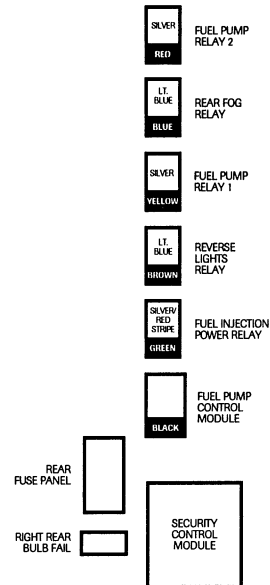 SILVER
RED
FUEL PUMP
RELAY 2
LT.
BLUE
BLUE
REAR FOG
RELAY
SILVER
YELLOW
FUEL PUMP
RELAY 1
LT.
BLUE
BROWN
REVERSE
LIGHTS
RELAY
SILVER/
RED
STRIPE
GREEN
FUEL INJECTION
POWER RELAY
BLACK
FUEL PUMP
CONTROL
MODULE
REAR
FUSE PANEL
RIGHT REAR
BULB FAIL
SECURITY
CONTROL
MODULE